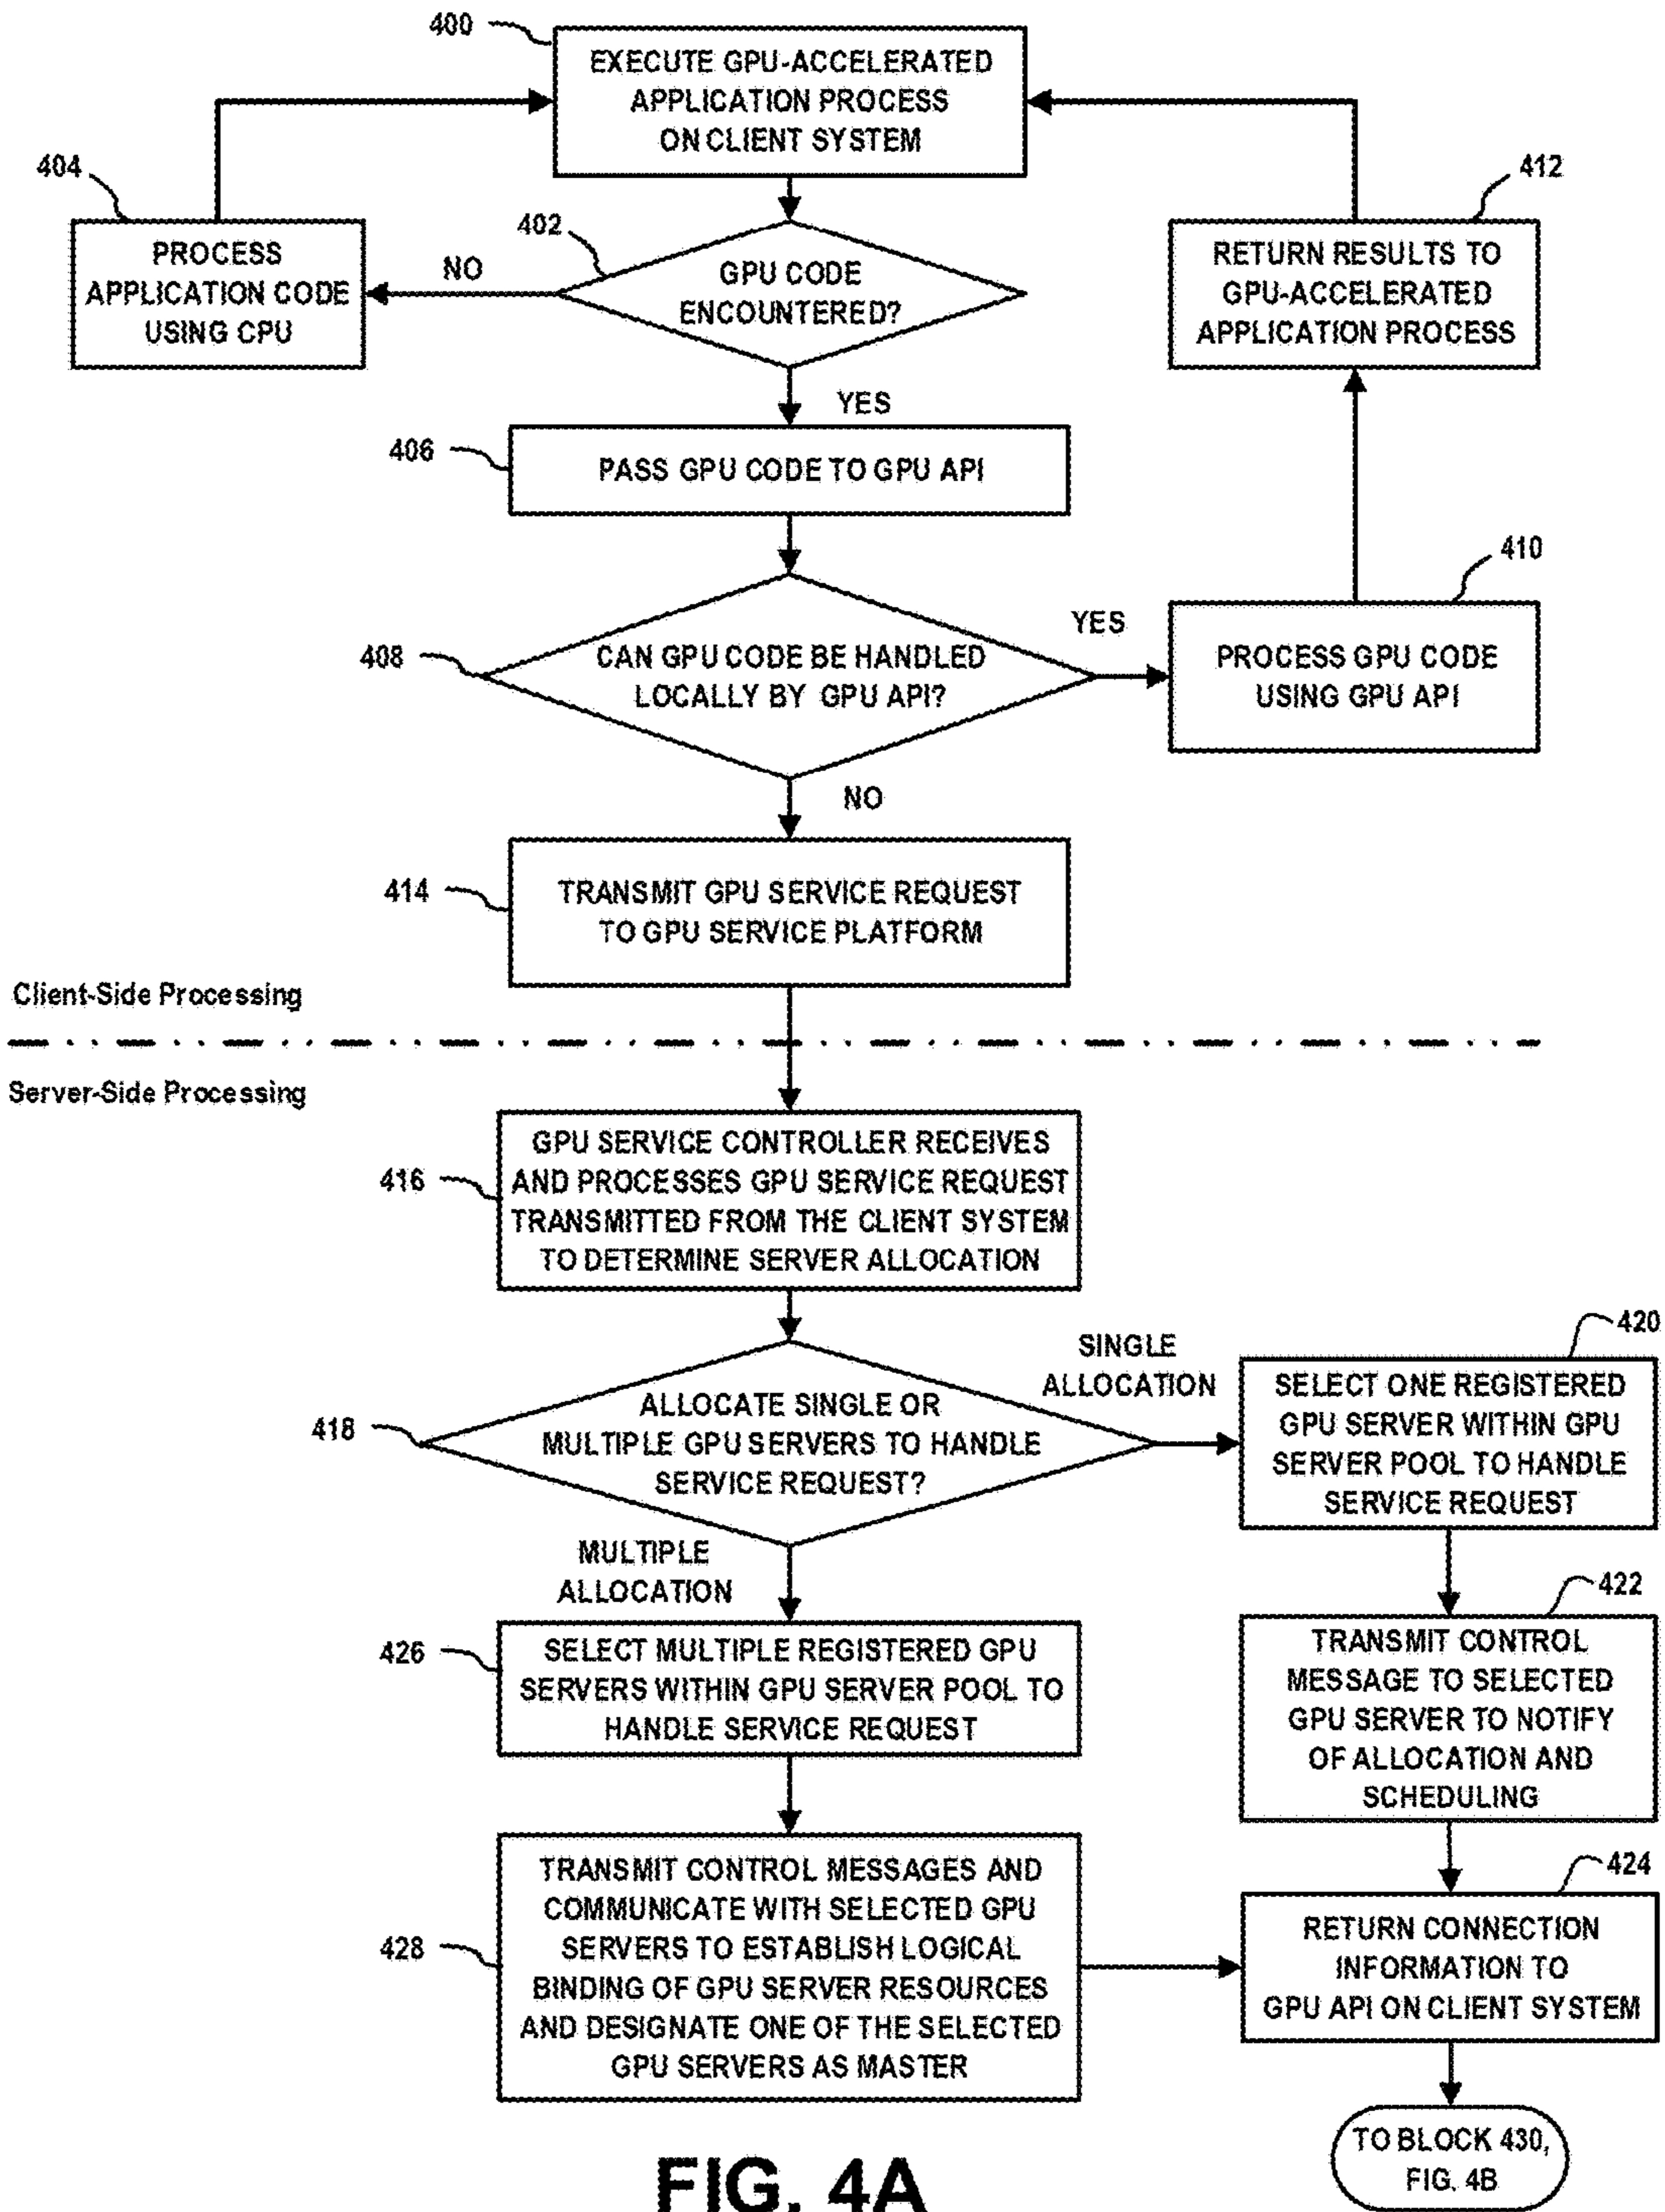 400
EXECUTE GPU-ACCELERATED
APPLICATION PROCESS
ON CLIENT SYSTEM
404
PROCESS
APPLICATION CODE
USING CPU
NO
402
GPU CODE
ENCOUNTERED?
412
RETURN RESULTS TO
GPU-ACCELERATED
APPLICATION PROCESS
YES
406
PASS GPU CODE TO GPU API
408
CAN GPU CODE BE HANDLED
LOCALLY BY GPU API?
YES
410
PROCESS GPU CODE
USING GPU API
NO
414
TRANSMIT GPU SERVICE REQUEST
TO GPU SERVICE PLATFORM
Client-Side Processing
Server-Side Processing
416
GPU SERVICE CONTROLLER RECEIVES
AND PROCESSES GPU SERVICE REQUEST
TRANSMITTED FROM THE CLIENT SYSTEM
TO DETERMINE SERVER ALLOCATION
418
ALLOCATE SINGLE OR
MULTIPLE GPU SERVERS TO HANDLE
SERVICE REQUEST?
SINGLE
ALLOCATION
420
SELECT ONE REGISTERED
GPU SERVER WITHIN GPU
SERVER POOL TO HANDLE
SERVICE REQUEST
MULTIPLE
ALLOCATION
422
TRANSMIT CONTROL
MESSAGE TO SELECTED
GPU SERVER TO NOTIFY
OF ALLOCATION AND
SCHEDULING
426
SELECT MULTIPLE REGISTERED GPU
SERVERS WITHIN GPU SERVER POOL TO
HANDLE SERVICE REQUEST
428
TRANSMIT CONTROL MESSAGES AND
COMMUNICATE WITH SELECTED GPU
SERVERS TO ESTABLISH LOGICAL
BINDING OF GPU SERVER RESOURCES
AND DESIGNATE ONE OF THE SELECTED
GPU SERVERS AS MASTER
424
RETURN CONNECTION
INFORMATION TO
GPU API ON CLIENT SYSTEM
TO BLOCK 430,
FIG. 4B
FIG. 4A